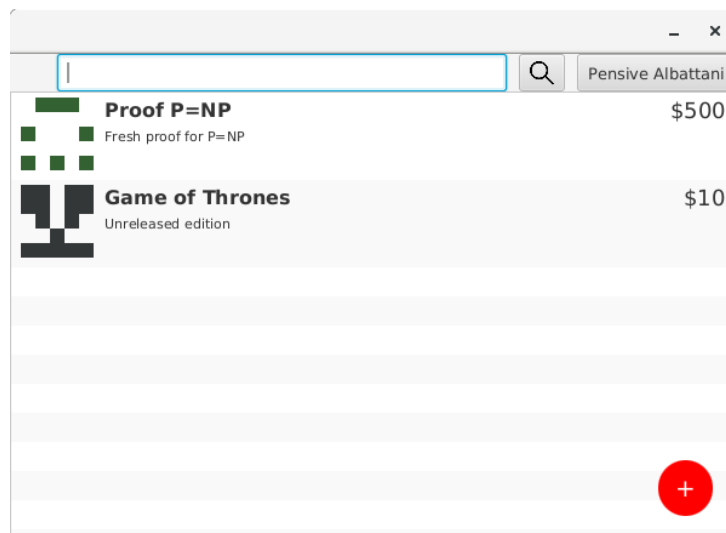 Pensive Albattani
Proof P=NP
$500
Fresh proof for P=NP
Game of Thrones
$10
Unreleased edition
+